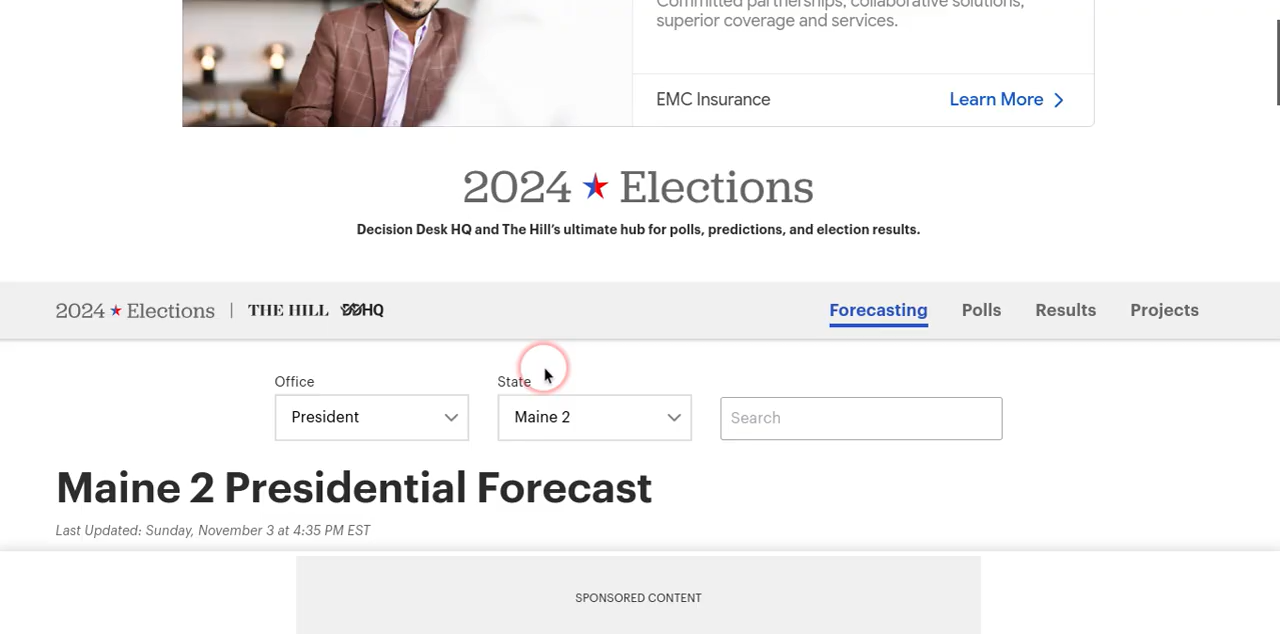 Committed partnerships, collaborative solutions,
superior coverage and services.
EMC Insurance
Learn More
2024 Elections
Decision Desk HQ and The Hill's ultimate hub for polls, predictions, and election results.
2024 Elections | THE HILL DDHQ
Forecasting Polls Results Projects
Office
State
President
Maine 2
Search
Maine 2 Presidential Forecast
Last Updated: Sunday, November 3 at 4:35 PM EST
SPONSORED CONTENT